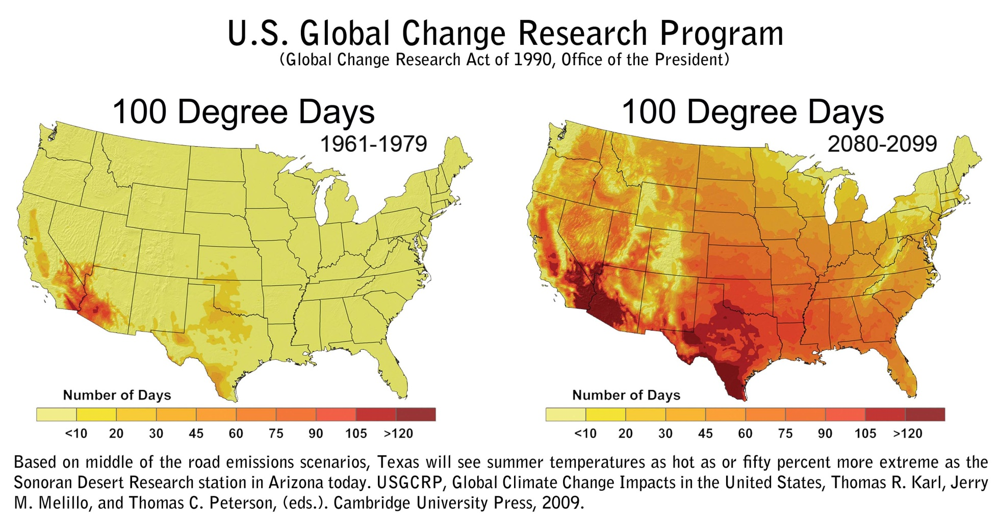 U.S. Global Change Research Program
(Global Change Research Act of 1990, Office of the President)
100 Degree Days
1961-1979
Number of Days
<10 20 30 45 60 75 90 105 >120
100 Degree Days
2080-2099
Number of Days
<10 20 30 45 60 75 90 105 >120
Based on middle of the road emissions scenarios, Texas will see summer temperatures as hot as or fifty percent more extreme as the
Sonoran Desert Research station in Arizona today. USGCRP, Global Climate Change Impacts in the United States, Thomas R. Karl, Jerry
M. Melillo, and Thomas C. Peterson, (eds.). Cambridge University Press, 2009.